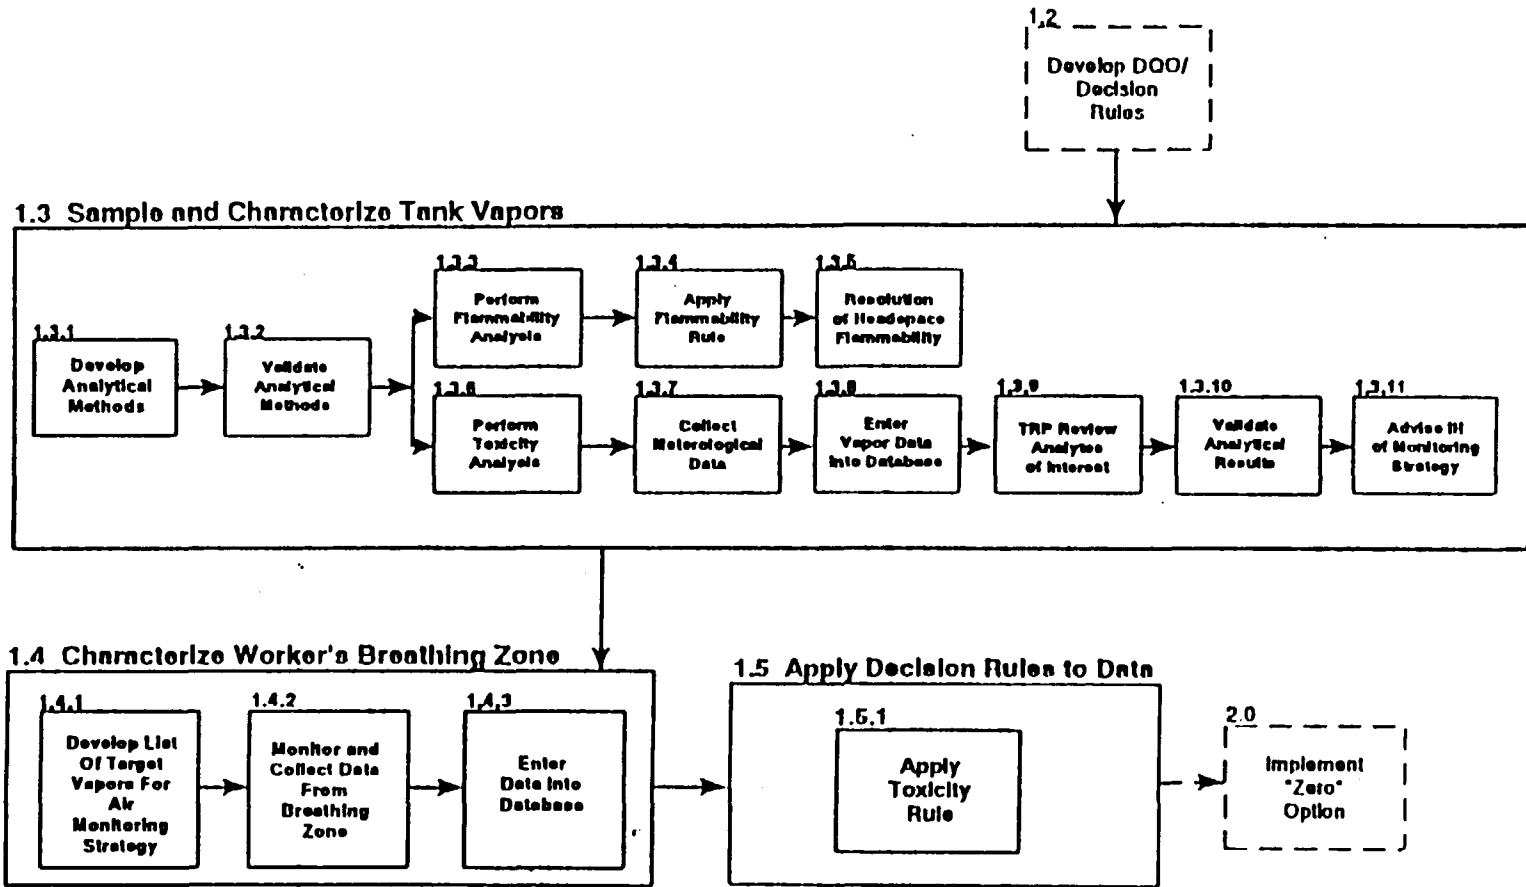 1.2
Develop DQO/
Decision
Rules
1.3 Sample and Characterize Tank Vapors
1.3.1
Develop
Analytical
Methods
1.3.2
Validate
Analytical
Methods
1.3.3
Perform
Flammability
Analysis
1.3.4
Apply
Flammability
Rule
1.3.5
Resolution
of Headspace
Flammability
1.3.6
Perform
Toxicity
Analysis
1.3.7
Collect
Meterological
Data
1.3.8
Enter
Vapor Data
Into Database
1.3.9
TRP Review
Analytes
of Interest
1.3.10
Validate
Analytical
Results
1.3.11
Advise IH
of Monitoring
Strategy
1.4 Characterize Worker's Breathing Zone
1.4.1
Develop List
Of Target
Vapors For
Air
Monitoring
Strategy
1.4.2
Monitor and
Collect Data
From
Breathing
Zone
1.4.3
Enter
Data Into
Database
1.5 Apply Decision Rules to Data
1.5.1
Apply
Toxicity
Rule
2.0
Implement
"Zero"
Option